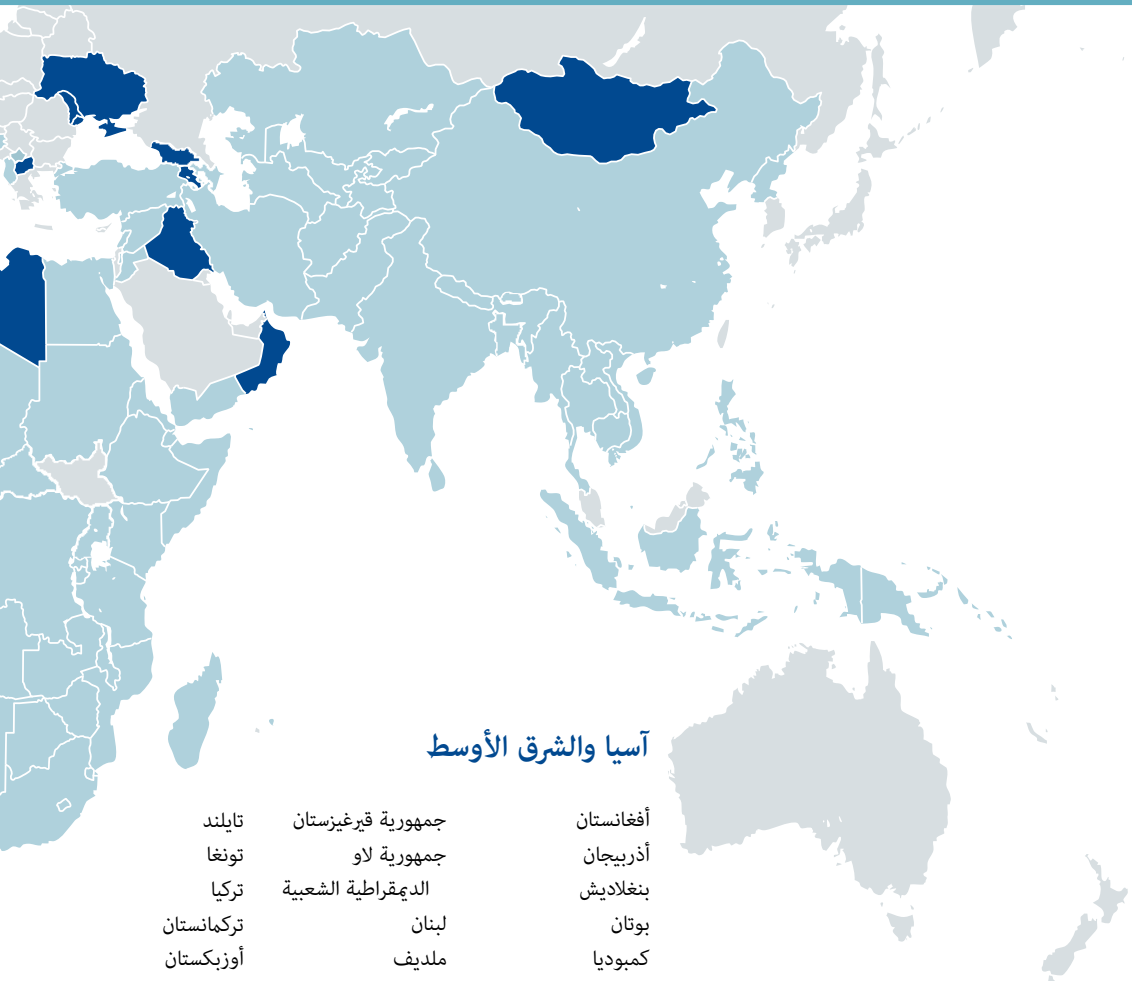 آسيا والشرق الأوسط
أفغانستان
أذربيجان
بنغلاديش
بوتان
كمبوديا
جمهورية قيرغيزستان
جمهورية لاو
الديمقراطية الشعبية
لبنان
ملديف
تايلند
تونغا
تركيا
تركمانستان
أوزبكستان